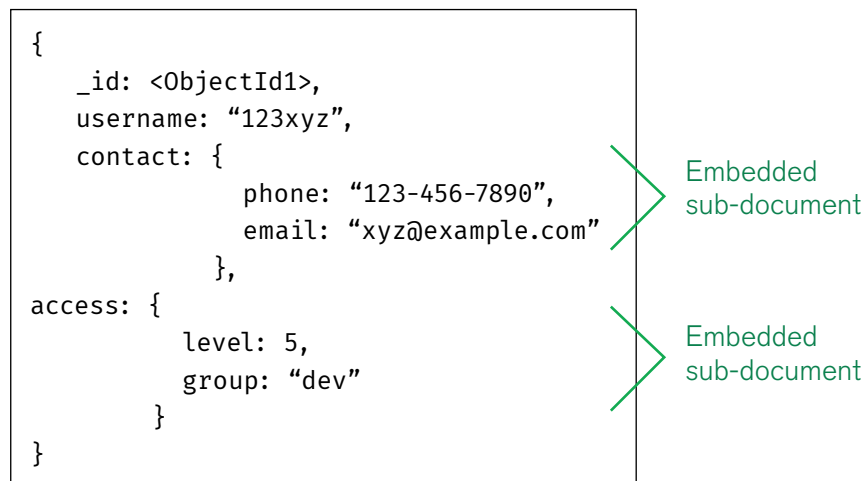 {
_id: <ObjectId1>,
username: “123xyz”,
contact: {
phone: “123-456-7890”,
email: “xyz@example.com”
},
Embedded
sub-document
access: {
level: 5,
group: “dev”
}
Embedded
sub-document
}